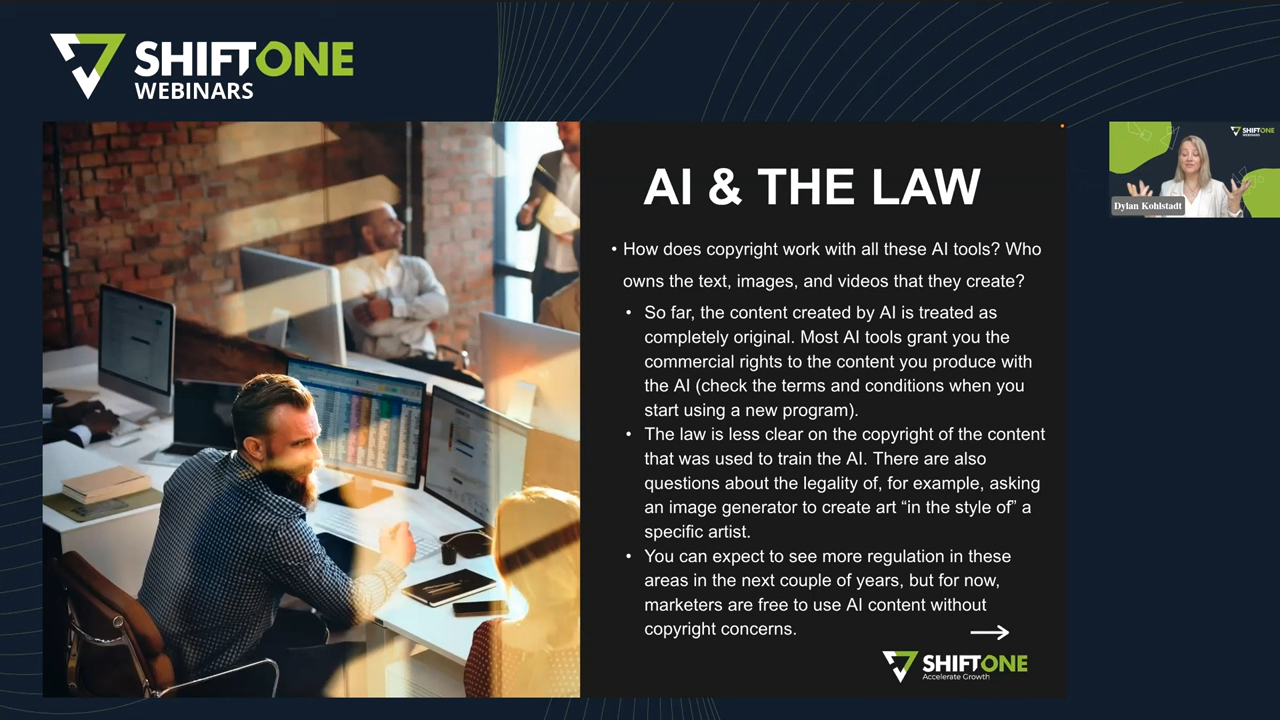 SHIFTONE
WEBINARS
AI & THE LAW
• How does copyright work with all these AI tools? Who
owns the text, images, and videos that they create?
• So far, the content created by AI is treated as
completely original. Most AI tools grant you the
commercial rights to the content you produce with
the AI (check the terms and conditions when you
start using a new program).
• The law is less clear on the copyright of the content
that was used to train the AI. There are also
questions about the legality of, for example, asking
an image generator to create art “in the style of” a
specific artist.
• You can expect to see more regulation in these
areas in the next couple of years, but for now,
marketers are free to use AI content without
copyright concerns.
SHIFTONE
Accelerate Growth
SHIFTONE
WEBINARS
Dylan Kohlstadt